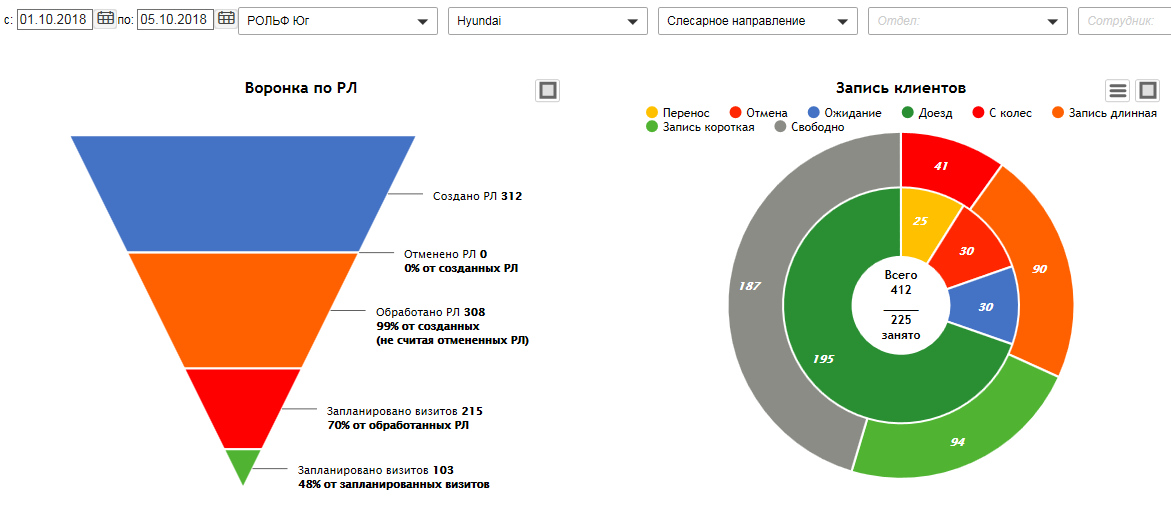 с: 01.10.2018 по: 05.10.2018 РОЛЬФ Юг Hyundai Слесарное направление Отдел: Сотрудник:
Воронка по РЛ
Создано РЛ 312
Отменено РЛ 0
0% от созданных РЛ
Обработано РЛ 308
99% от созданных
(не считая отмененных РЛ)
Запланировано визитов 215
70% от обработанных РЛ
Запланировано визитов 103
48% от запланированных визитов
Запись клиентов
Перенос Отмена Ожидание Доезд С колес Запись длинная
Запись короткая Свободно
41
25
30
90
187
30
195
94
Всего
412
225
занято